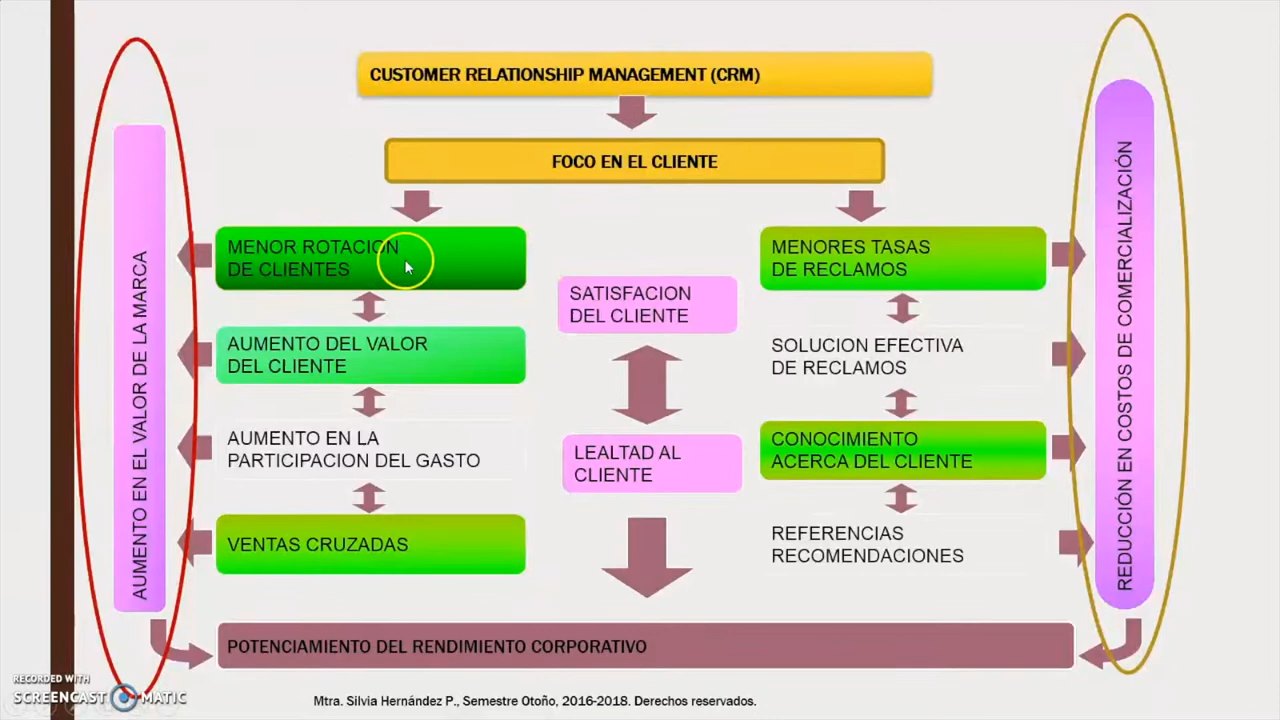 CUSTOMER RELATIONSHIP MANAGEMENT (CRM)
FOCO EN EL CLIENTE
AUMENTO EN EL VALOR DE LA MARCA
MENOR ROTACION
DE CLIENTES
AUMENTO DEL VALOR
DEL CLIENTE
AUMENTO EN LA
PARTICIPACION DEL GASTO
VENTAS CRUZADAS
SATISFACION
DEL CLIENTE
LEALTAD AL
CLIENTE
MENORES TASAS
DE RECLAMOS
SOLUCION EFECTIVA
DE RECLAMOS
CONOCIMIENTO
ACERCA DEL CLIENTE
REFERENCIAS
RECOMENDACIONES
REDUCCIÓN EN COSTOS DE COMERCIALIZACIÓN
POTENCIAMIENTO DEL RENDIMIENTO CORPORATIVO
RECORDED WITH
SCREENCAST MATIC
Mtra. Silvia Hernández P., Semestre Otoño, 2016-2018. Derechos reservados.